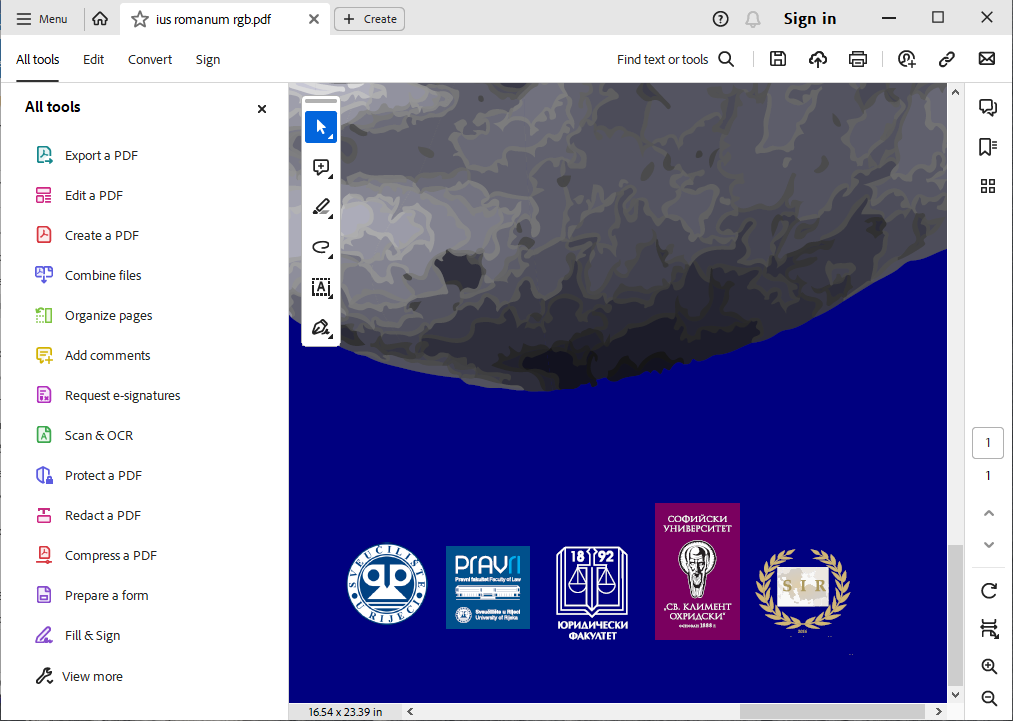 Menu
ius romanum rgb.pdf
Create
Sign in
All tools
Edit
Convert
Sign
Find text or tools
All tools
Export a PDF
Edit a PDF
Create a PDF
Combine files
Organize pages
Add comments
Request e-signatures
Scan & OCR
Protect a PDF
Redact a PDF
Compress a PDF
Prepare a form
Fill & Sign
View more
1
1
SVEUČILIŠTE
U RIJECI
PRAVRI
Pravni fakultet Faculty of Law
Sveučilište u Rijeci
University of Rijeka
18 92
ЮРИДИЧЕСКИ
ФАКУЛТЕТ
СОФИЙСКИ
УНИВЕРСИТЕТ
„СВ. КЛИМЕНТ
ОХРИДСКИ“
ОСНОВАН 1888 г.
S I R
16.54 x 23.39 in